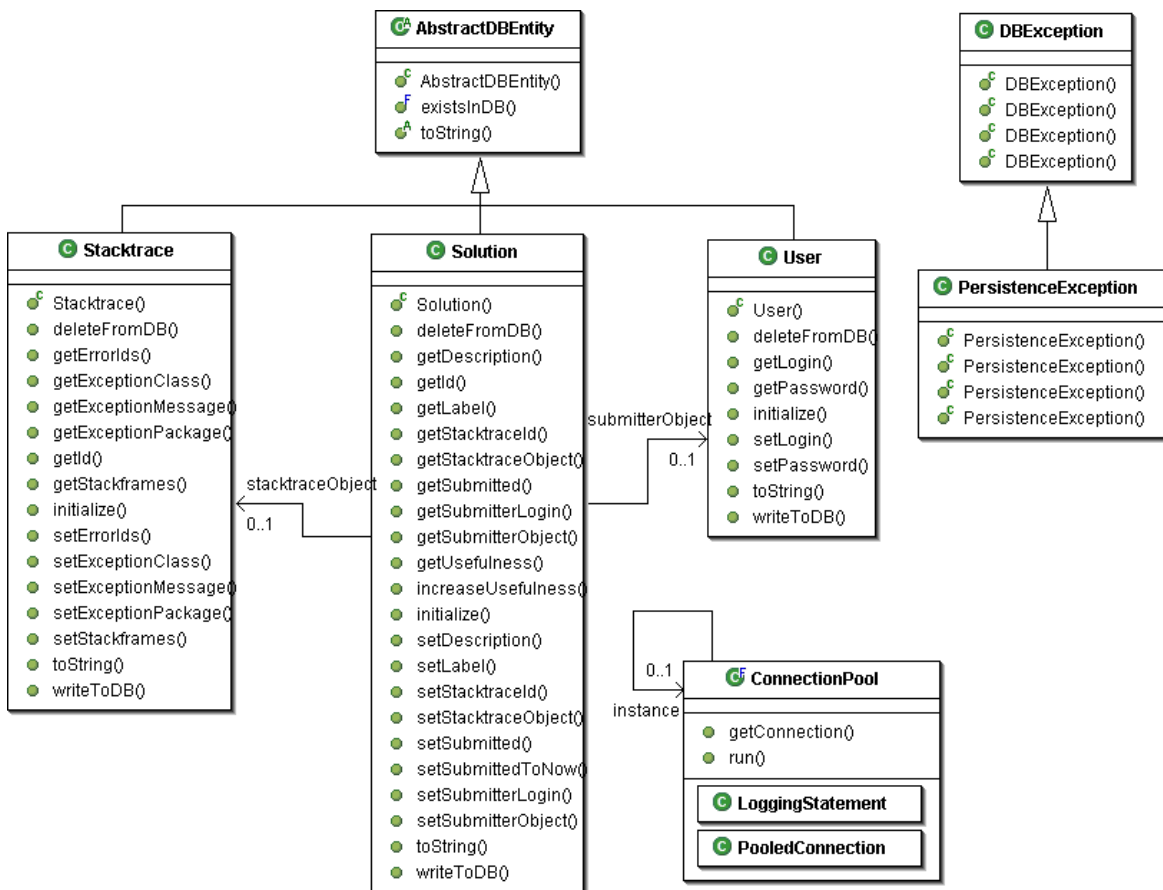 AbstractDBEntity
AbstractDBEntity()
existsInDB()
toString()
DBException
DBException()
DBException()
DBException()
DBException()
Stacktrace
Stacktrace()
deleteFromDB()
getErrorIds()
getExceptionClass()
getExceptionMessage()
getExceptionPackage()
getId()
getStackframes()
initialize()
setErrorIds()
setExceptionClass()
setExceptionMessage()
setExceptionPackage()
setStackframes()
toString()
writeToDB()
stacktraceObject
0..1
Solution
Solution()
deleteFromDB()
getDescription()
getId()
getLabel()
getStacktraceId()
getStacktraceObject()
getSubmitted()
getSubmitterLogin()
getSubmitterObject()
getUsefulness()
increaseUsefulness()
initialize()
setDescription()
setLabel()
setStacktraceId()
setStacktraceObject()
setSubmitted()
setSubmittedToNow()
setSubmitterLogin()
setSubmitterObject()
toString()
writeToDB()
submitterObject
0..1
User
User()
deleteFromDB()
getLogin()
getPassword()
initialize()
setLogin()
setPassword()
toString()
writeToDB()
PersistenceException
PersistenceException()
PersistenceException()
PersistenceException()
PersistenceException()
0..1
instance
ConnectionPool
getConnection()
run()
LoggingStatement
PooledConnection